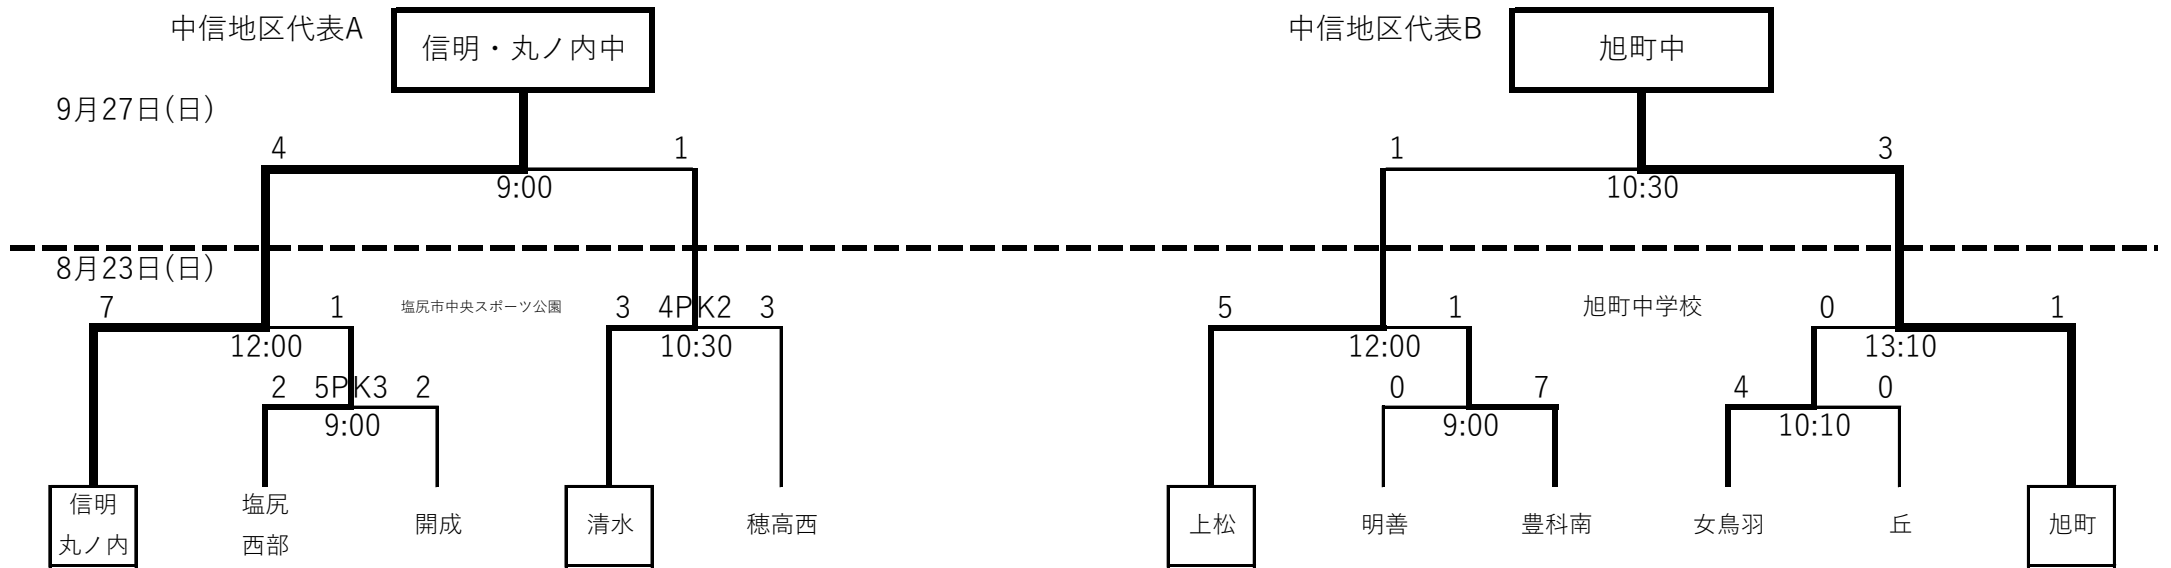 中信地区代表A
信明・丸ノ内中
中信地区代表B
旭町中
9月27日(日)
4
1
1
3
9:00
10:30
8月23日(日)
7
1
塩尻市中央スポーツ公園
3
4PK2
3
5
1
旭町中学校
0
1
12:00
10:30
12:00
13:10
2
5PK3
2
0
7
4
0
9:00
9:00
10:10
信明
丸ノ内
塩尻
西部
開成
清水
穂高西
上松
明善
豊科南
女鳥羽
丘
旭町